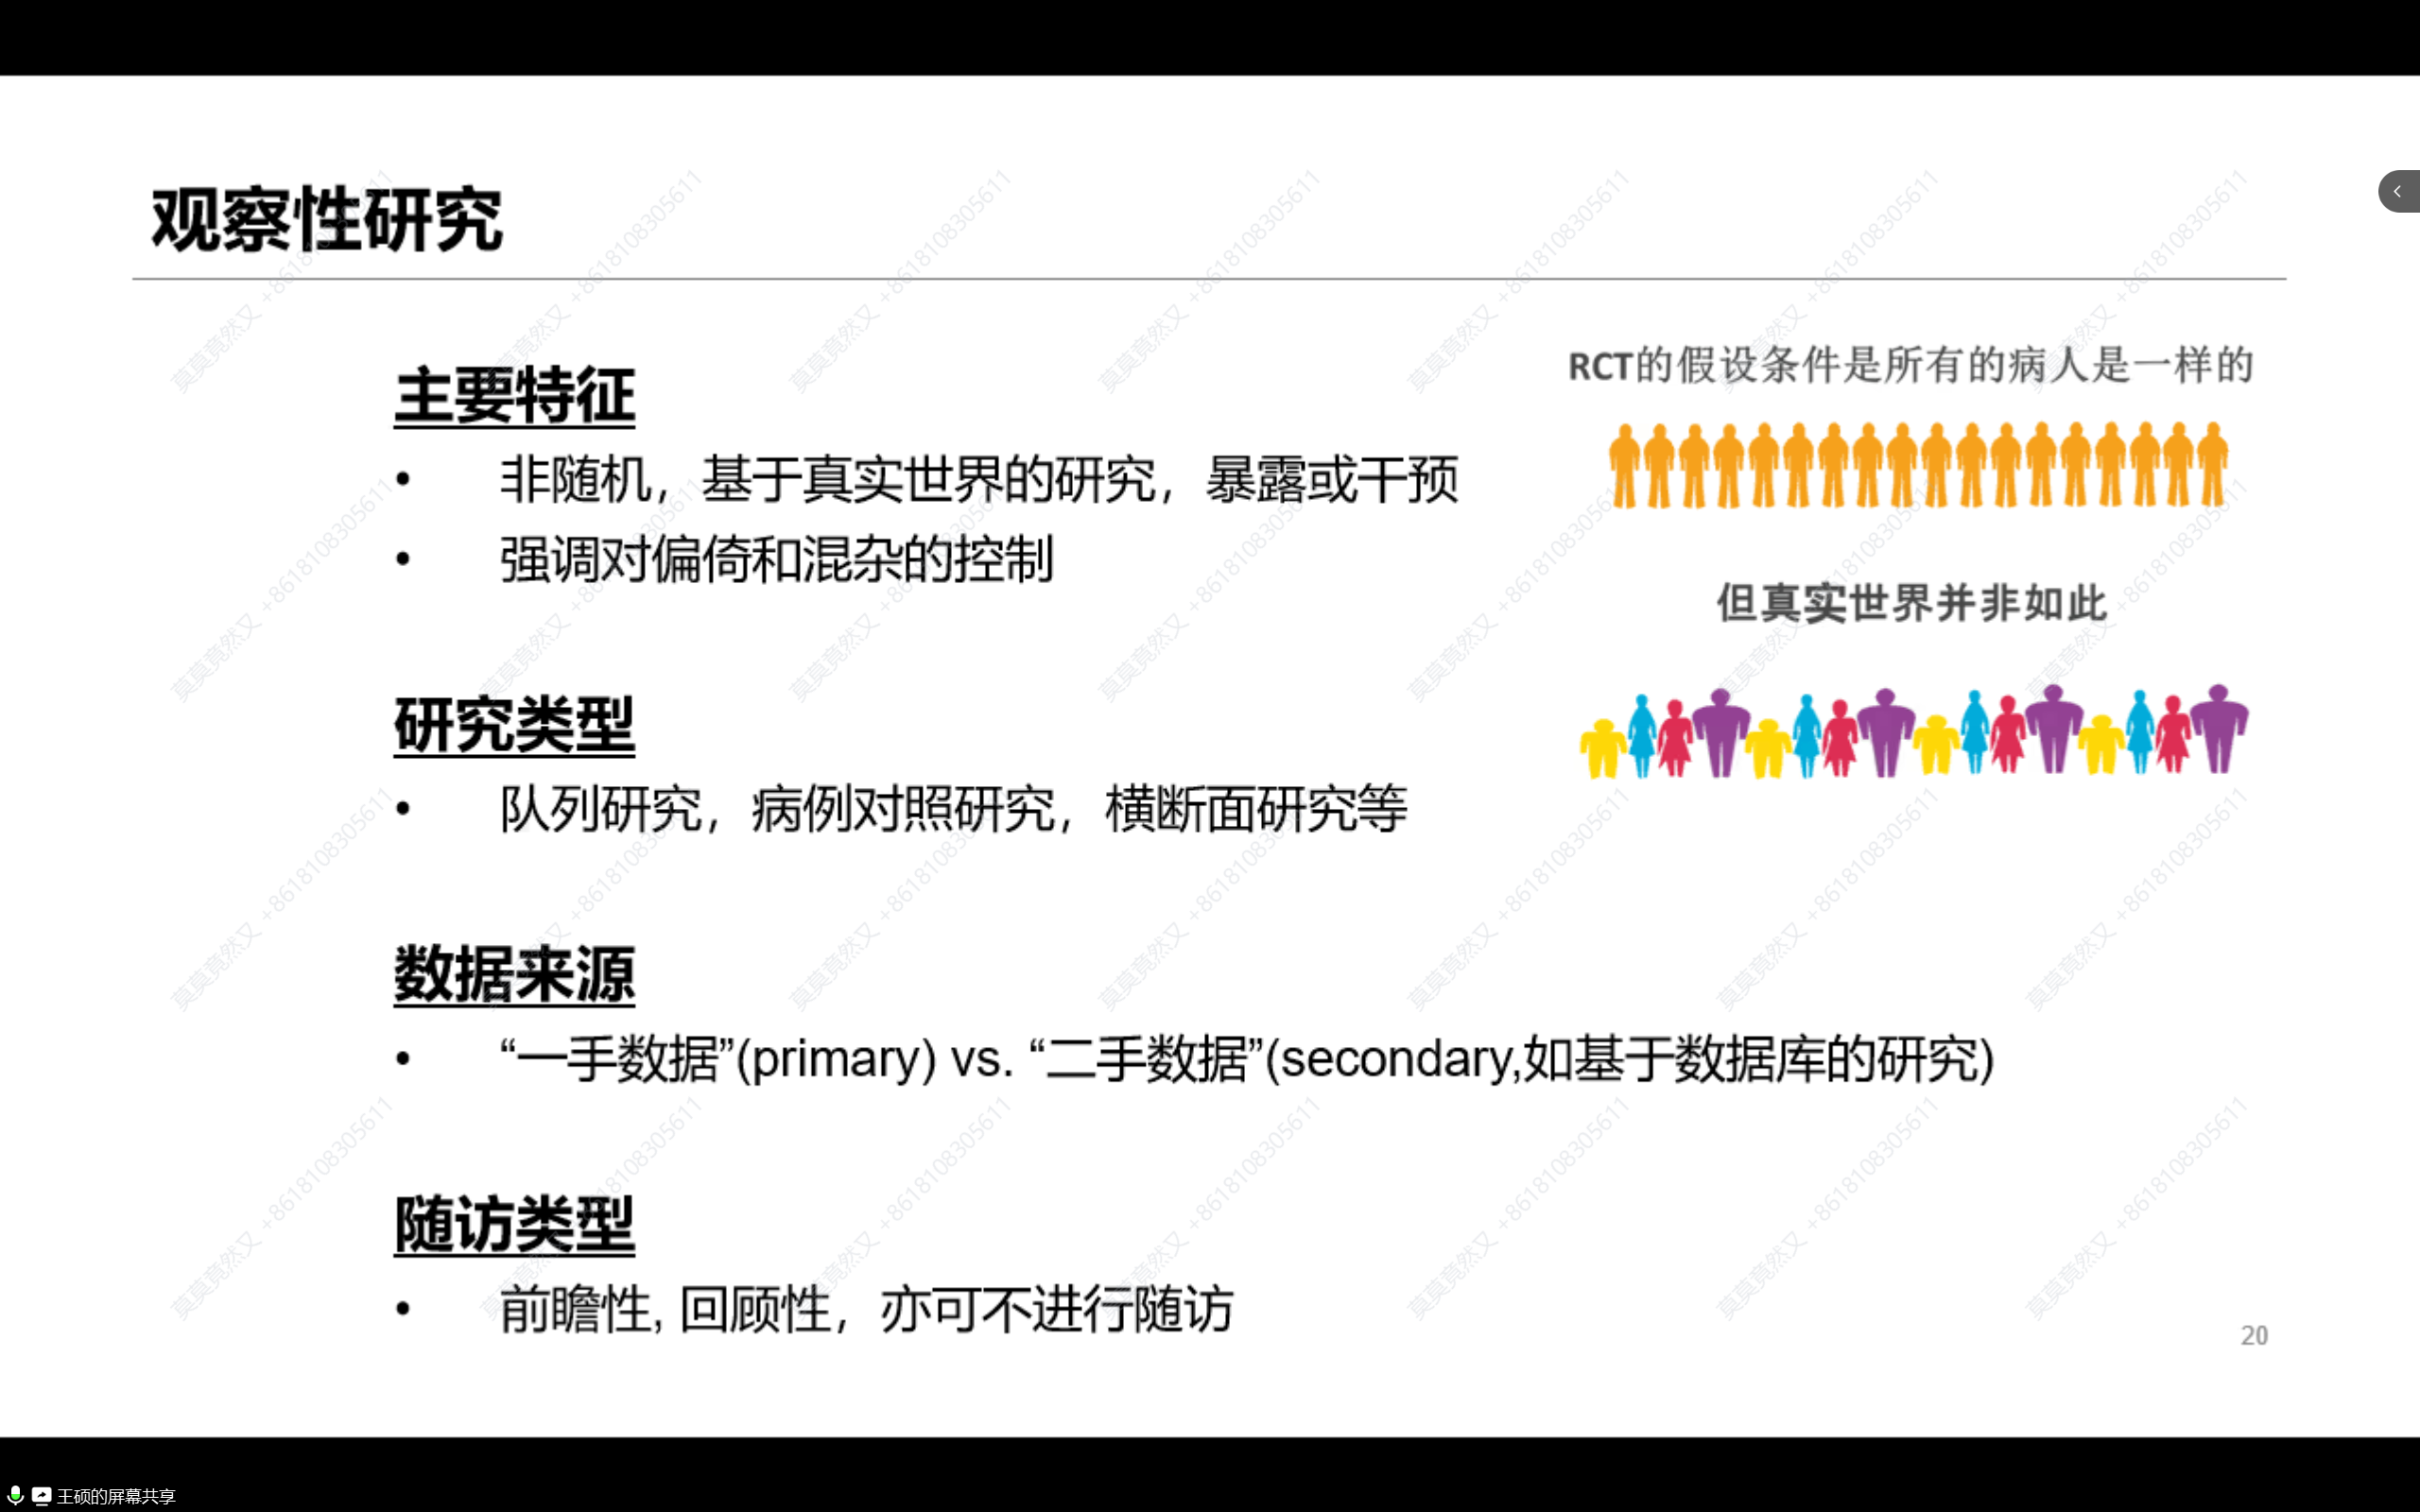 观察性研究
主要特征
• 非随机，基于真实世界的研究，暴露或干预
• 强调对偏倚和混杂的控制
研究类型
• 队列研究，病例对照研究，横断面研究等
数据来源
• “一手数据”(primary) vs. “二手数据”(secondary,如基于数据库的研究)
随访类型
• 前瞻性, 回顾性，亦可不进行随访
RCT的假设条件是所有的病人是一样的
但真实世界并非如此
20
莫莫竟然又 +8618108305611
王硕的屏幕共享